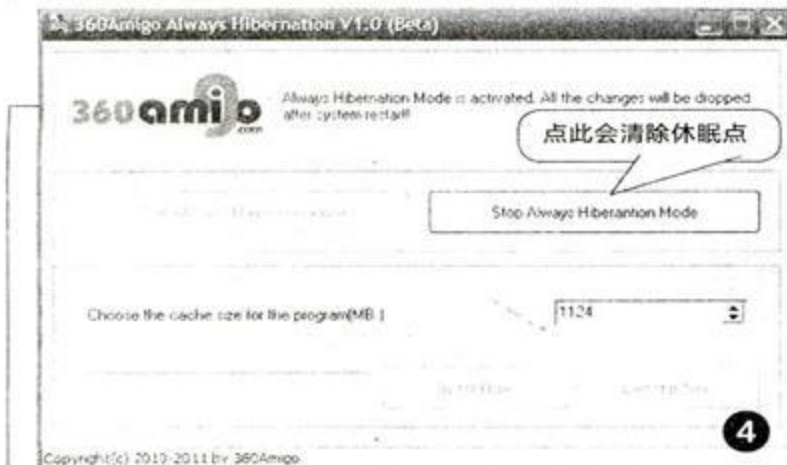 360Amigo Always Hibernation V1.0 (Beta)
360amigo
.com
Always Hibernation Mode is activated. All the changes will be dropped
after system restart!
点此会清除休眠点
Stop Always Hiberantion Mode
Choose the cache size for the program(MB)
1124
4
Copyright(c) 2010-2011 by 360Amigo